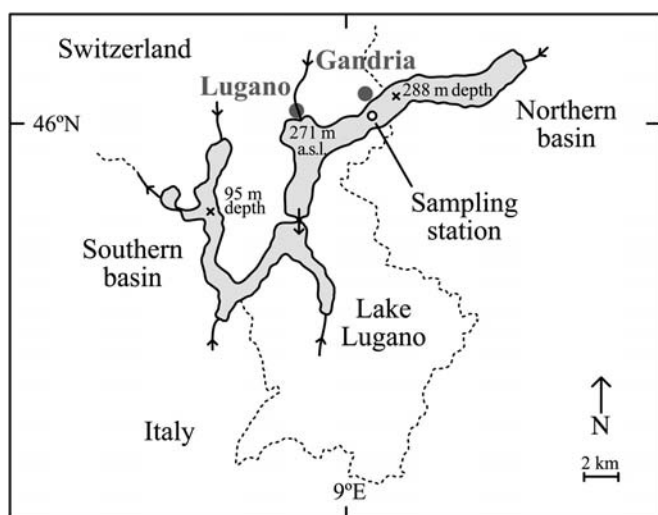 Switzerland
Gandria
Lugano
288 m depth
Northern
basin
46ºN
271 m
a.s.l.
95 m
depth
Sampling
station
Southern
basin
Lake
Lugano
Italy
N
2 km
9ºE